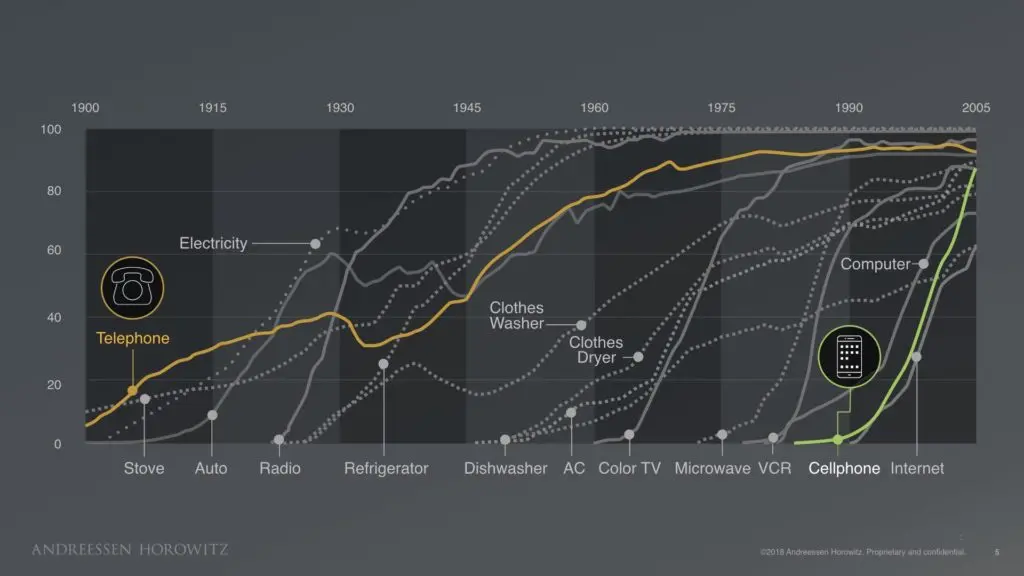 1900 1915 1930 1945 1960 1975 1990 2005
100
80
60
40
20
0
Electricity
Telephone
Clothes
Washer
Clothes
Dryer
Computer
Stove Auto Radio Refrigerator Dishwasher AC Color TV Microwave VCR Cellphone Internet
ANDREESSEN HOROWITZ
©2018 Andreessen Horowitz. Proprietary and confidential. 5